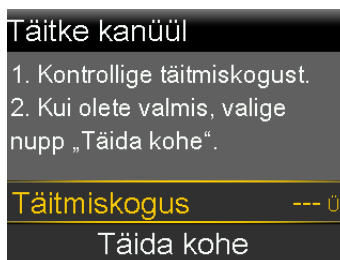 Täitke kanüül
1. Kontrollige täitmiskogust.
2. Kui olete valmis, valige
nupp „Täida kohe“.
Täitmiskogus --- Ü
Täida kohe